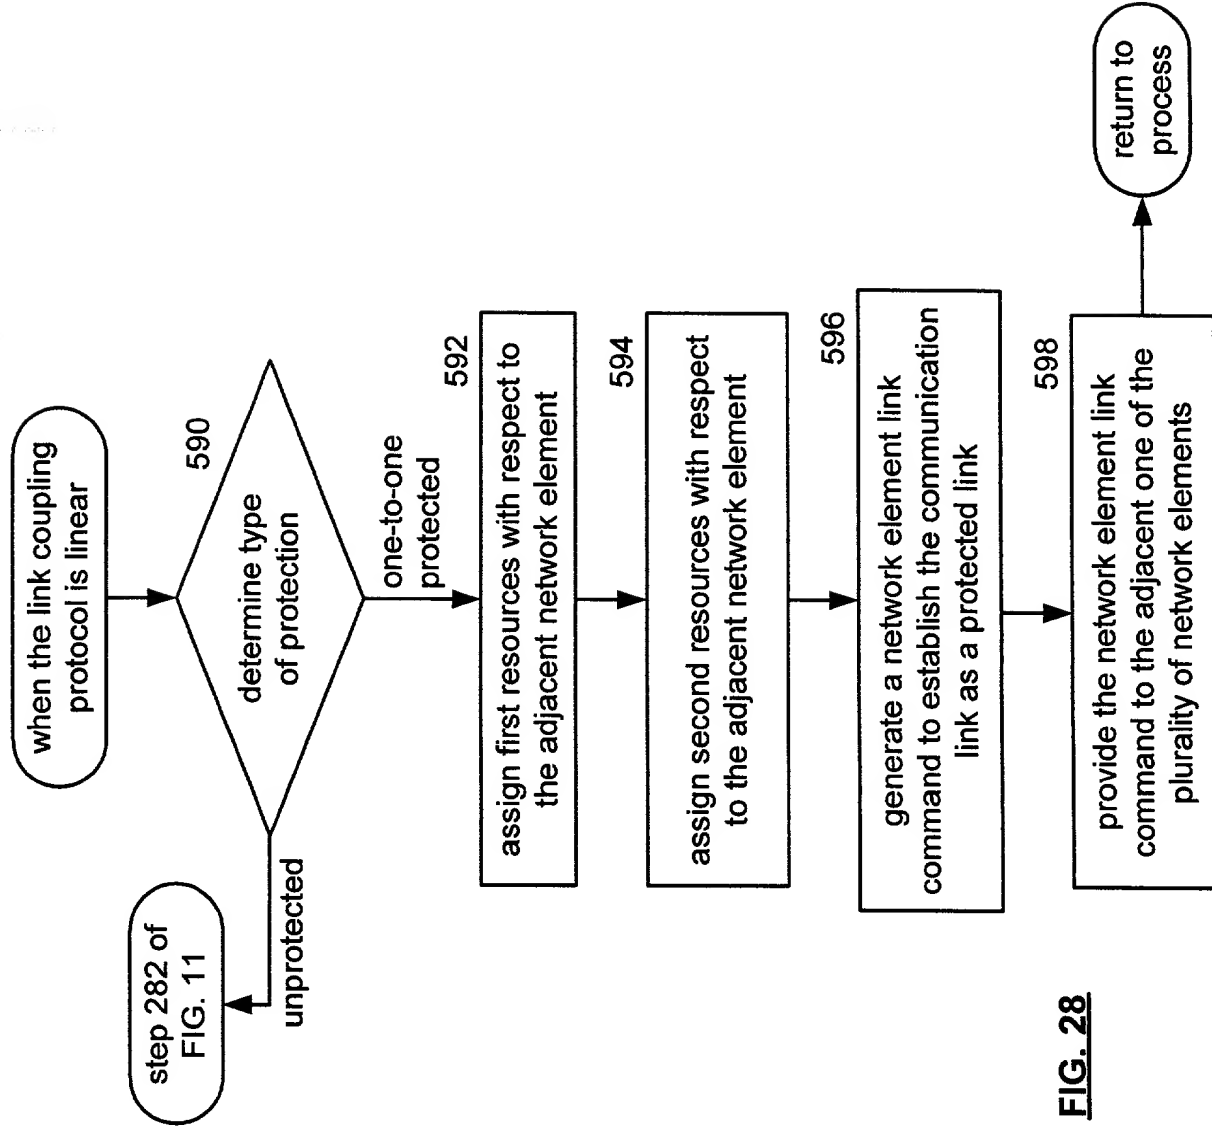 when the link coupling
protocol is linear
590
determine type
of protection
unprotected
step 282 of
FIG. 11
one-to-one
protected
592
assign first resources with respect to
the adjacent network element
594
assign second resources with respect
to the adjacent network element
596
generate a network element link
command to establish the communication
link as a protected link
598
provide the network element link
command to the adjacent one of the
plurality of network elements
return to
process
FIG. 28